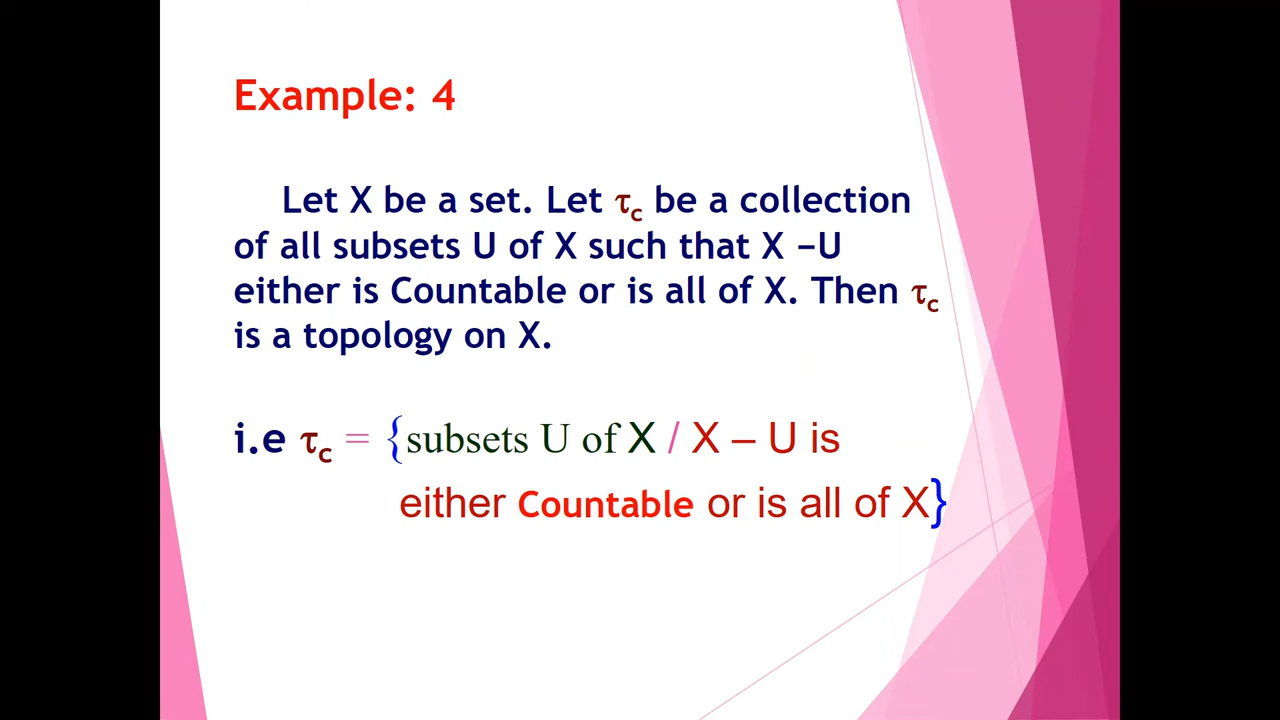 Example: 4
Let X be a set. Let τc be a collection
of all subsets U of X such that X –U
either is Countable or is all of X. Then τc
is a topology on X.
i.e τc = {subsets U of X / X – U is
either Countable or is all of X}